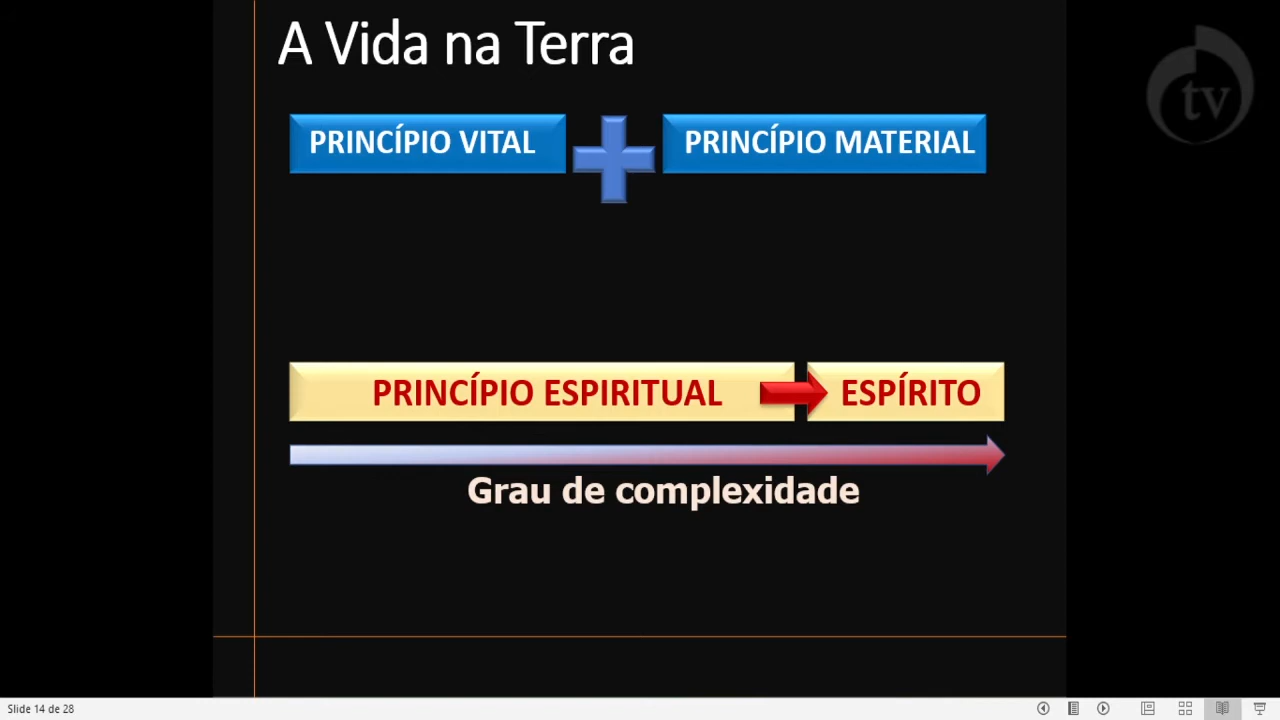 A Vida na Terra
tv
PRINCÍPIO VITAL
PRINCÍPIO MATERIAL
PRINCÍPIO ESPIRITUAL
ESPÍRITO
Grau de complexidade
Slide 14 de 28